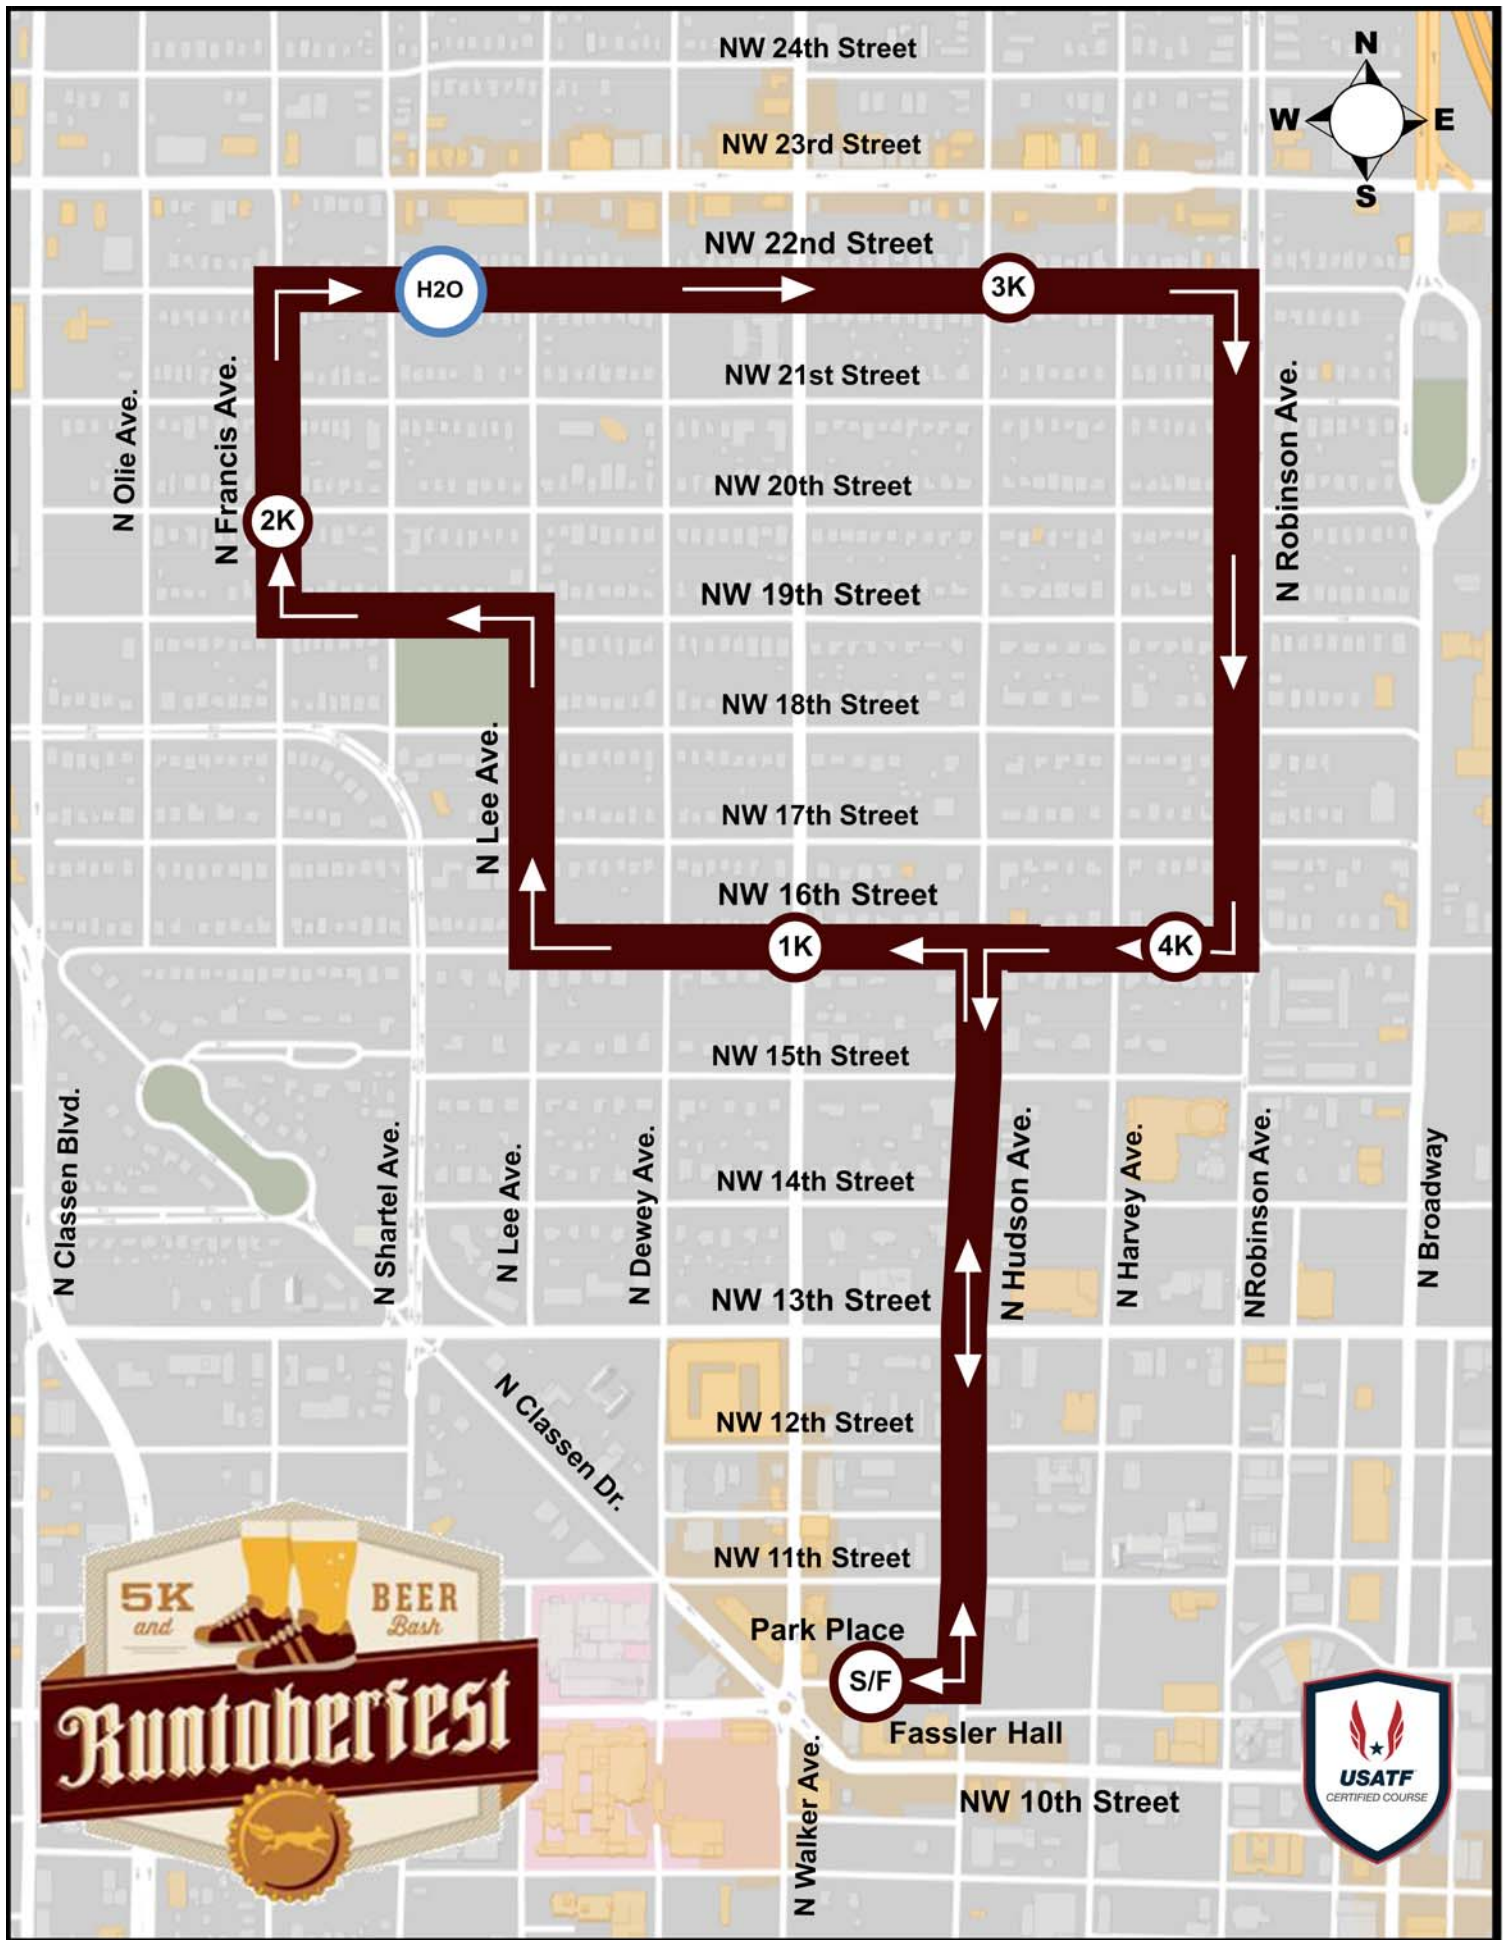 NW 24th Street
N
W
E
S
NW 23rd Street
NW 22nd Street
H2O
3K
NW 21st Street
N Olie Ave.
N Francis Ave.
N Robinson Ave.
NW 20th Street
2K
NW 19th Street
NW 18th Street
N Lee Ave.
NW 17th Street
NW 16th Street
1K
4K
NW 15th Street
N Classen Blvd.
N Shartel Ave.
N Lee Ave.
N Dewey Ave.
NW 14th Street
N Hudson Ave.
N Harvey Ave.
NRobinson Ave.
N Broadway
NW 13th Street
N Classen Dr.
NW 12th Street
NW 11th Street
Park Place
S/F
Fassler Hall
N Walker Ave.
NW 10th Street
5K
and
BEER
Bash
Runtoberfest
USATF
CERTIFIED COURSE